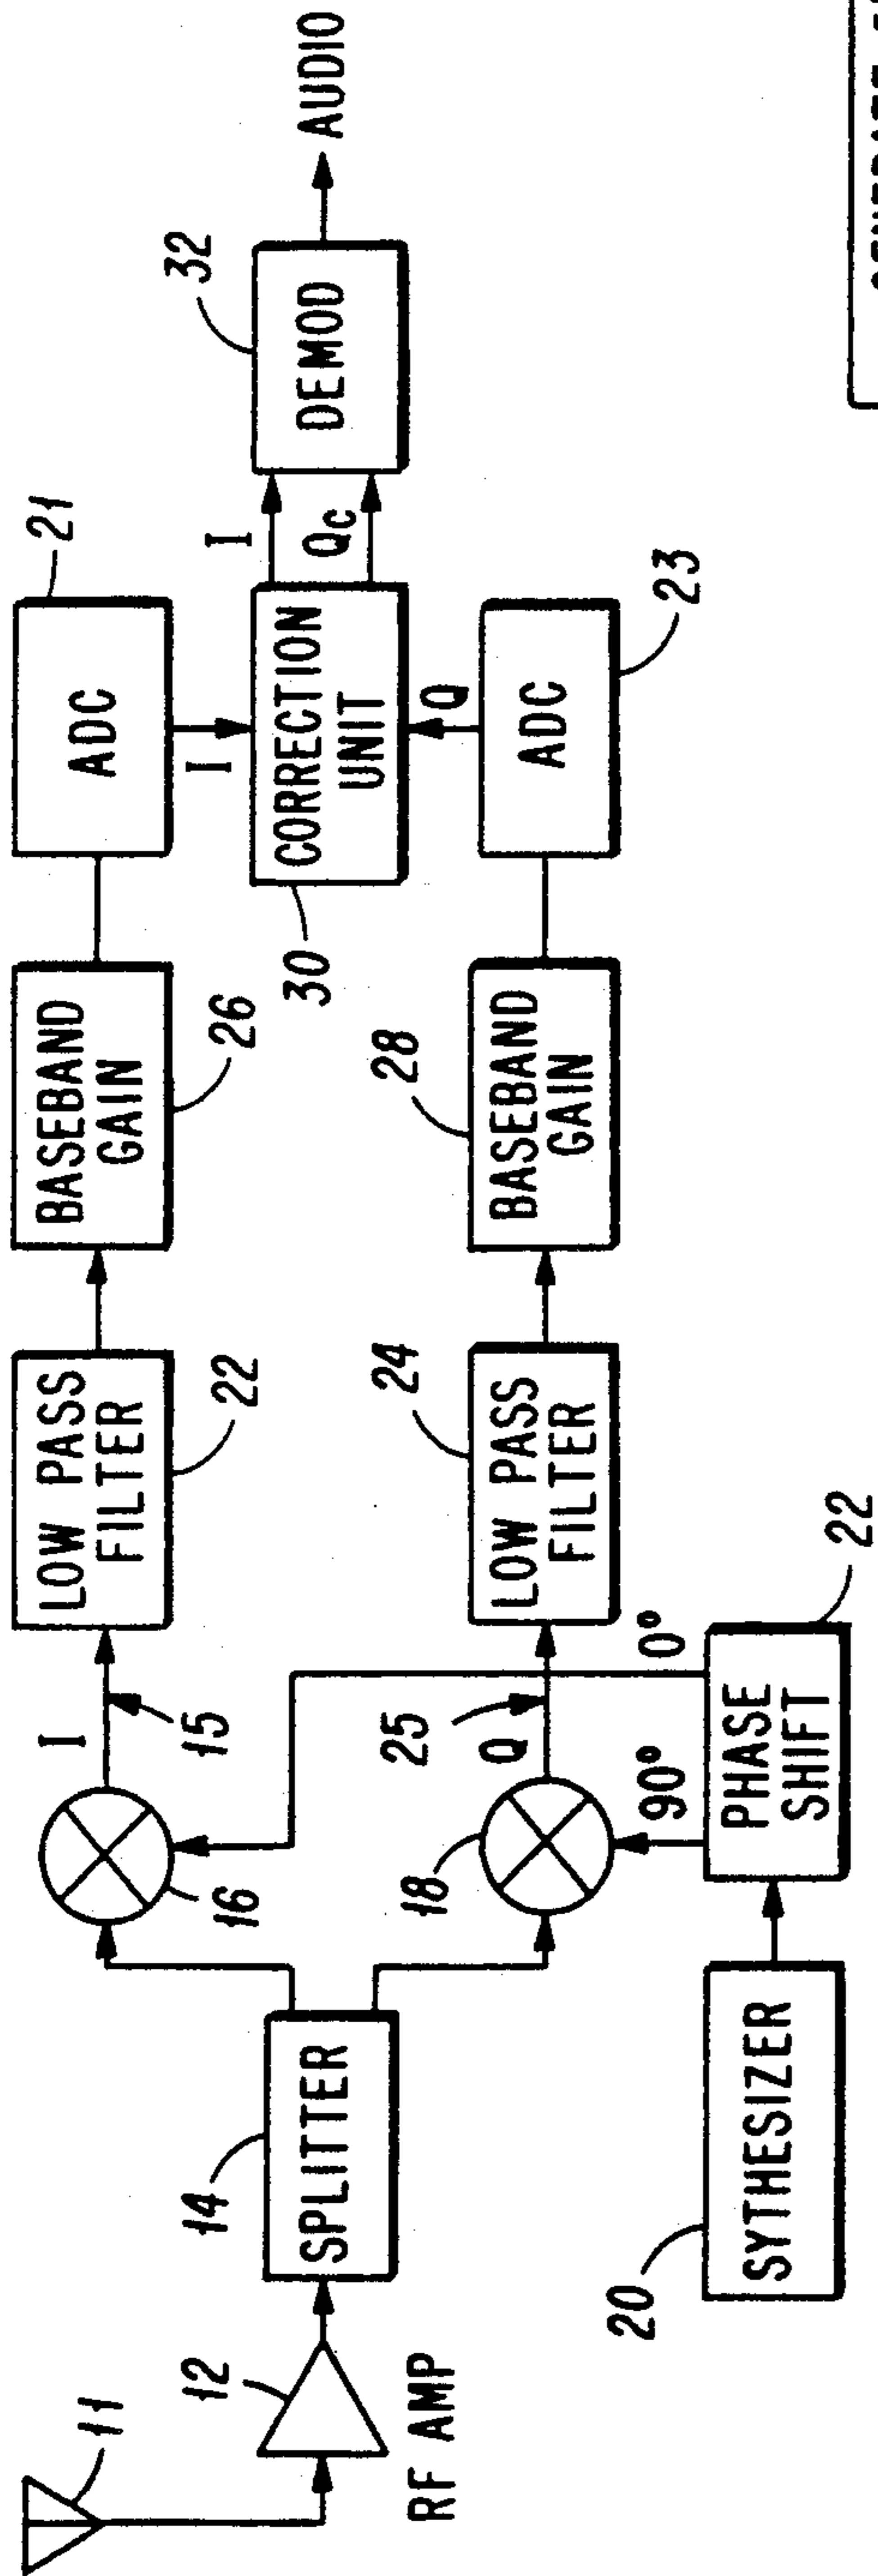 11
12
RF AMP
14
SPLITTER
16
18
I
15
Q
25
20
SYTHESIZER
PHASE
SHIFT
22
90°
0°
LOW PASS
FILTER
22
LOW PASS
FILTER
24
BASEBAND
GAIN
26
BASEBAND
GAIN
28
ADC
21
I
CORRECTION
UNIT
30
Q
ADC
23
I
Qc
DEMOD
32
AUDIO